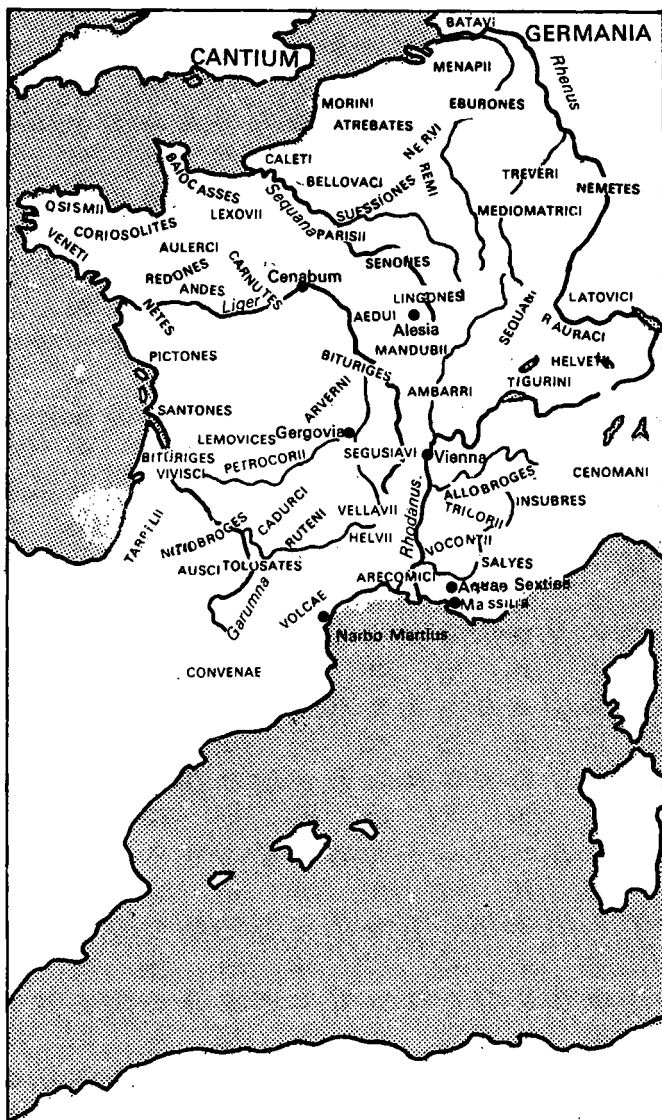 BATAVI
GERMANIA
CANTIUM
MENAPII
Rhenus
MORINI
EBURONES
ATREBATES
NERVI
CALETI
REMI
BAIOCASSES
BELLOVACI
TREVERI
NEMETES
Sequana
SUESSIONES
MEDIOMATRICI
OSISMII
LEXOVII
CORIOSOLITES
PARISII
VENETI
AULERCI
SENONES
REDONES
CARNUTES
Cenabum
ANDES
Liger
LINGONES
LATOVICI
NETES
AEDUI
Alesia
SEQUANI
RAURACI
MANDUBII
PICTONES
HELVETII
BITURIGES
TIGURINI
ARVERNI
AMBARRI
SANTONES
LEMOVICES
Gergovia
BITURIGES
VIVISCI
PETROCORII
SEGUSIAVI
Vienna
CENOMANI
ALLOBROGES
INSUBRES
TRILORII
CADURCI
VELLAVII
Rhodanus
TARPILII
NITIOBROGES
RUTENI
HELVII
VOCONTII
AUSCI
TOLOSATES
SALYES
ARECOMICI
Aquae Sextiea
Garumna
VOLCAE
Massilia
Narbo Martius
CONVENAE